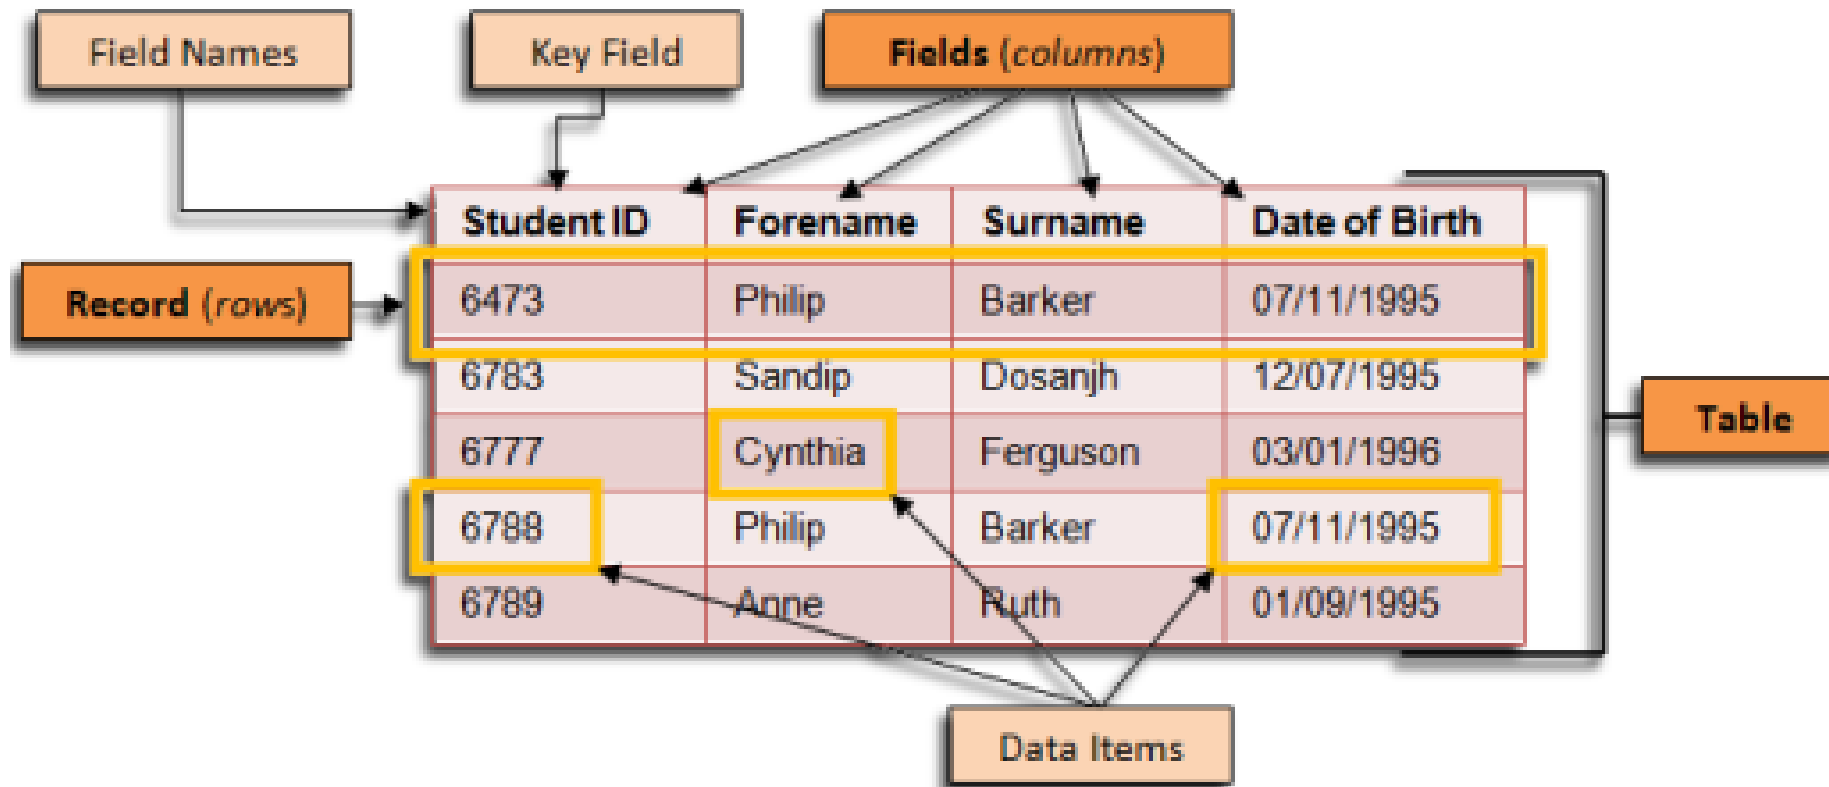 Field Names
Key Field
Fields (columns)
Student ID Forename Surname Date of Birth
Record (rows)
6473 Philip Barker 07/11/1995
6783 Sandip Dosanjh 12/07/1995
Table
6777 Cynthia Ferguson 03/01/1996
6788 Philip Barker 07/11/1995
6789 Anne Ruth 01/09/1995
Data Items